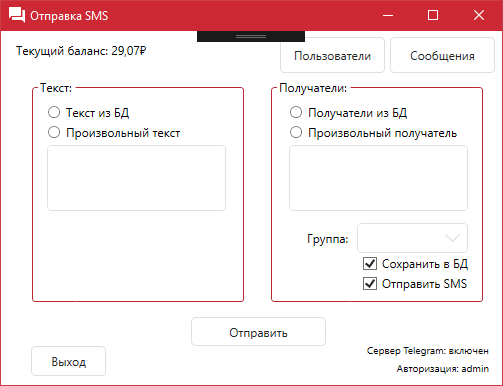 Отправка SMS
Текущий баланс: 29,07₽
Пользователи
Сообщения
Текст:
Текст из БД
Произвольный текст
Получатели:
Получатели из БД
Произвольный получатель
Группа:
Сохранить в БД
Отправить SMS
Отправить
Выход
Сервер Telegram: включен
Авторизация: admin